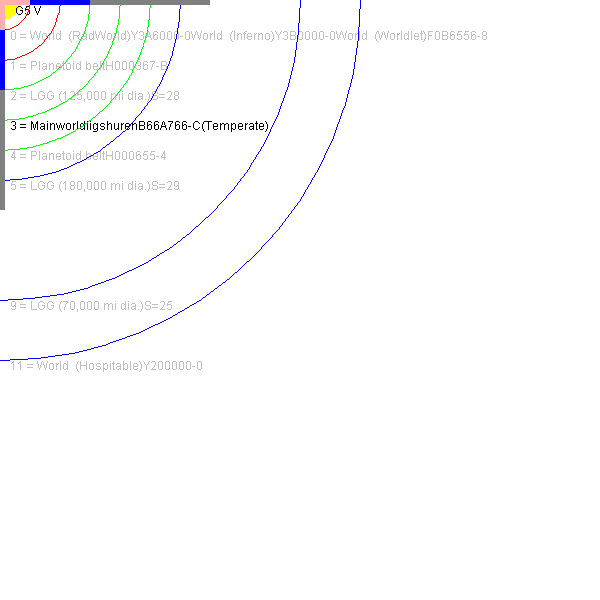 G5 V
0 = World  (RadWorld)Y3A6000-0World  (Inferno)Y3B0000-0World  (Worldlet)F0B6556-8
1 = Planetoid beltH000367-B
2 = LGG (125,000 mi dia.)S=28
3 = MainworldIigshurenB66A766-C(Temperate)
4 = Planetoid beltH000655-4
5 = LGG (180,000 mi dia.)S=29
9 = LGG (70,000 mi dia.)S=25
11 = World  (Hospitable)Y200000-0